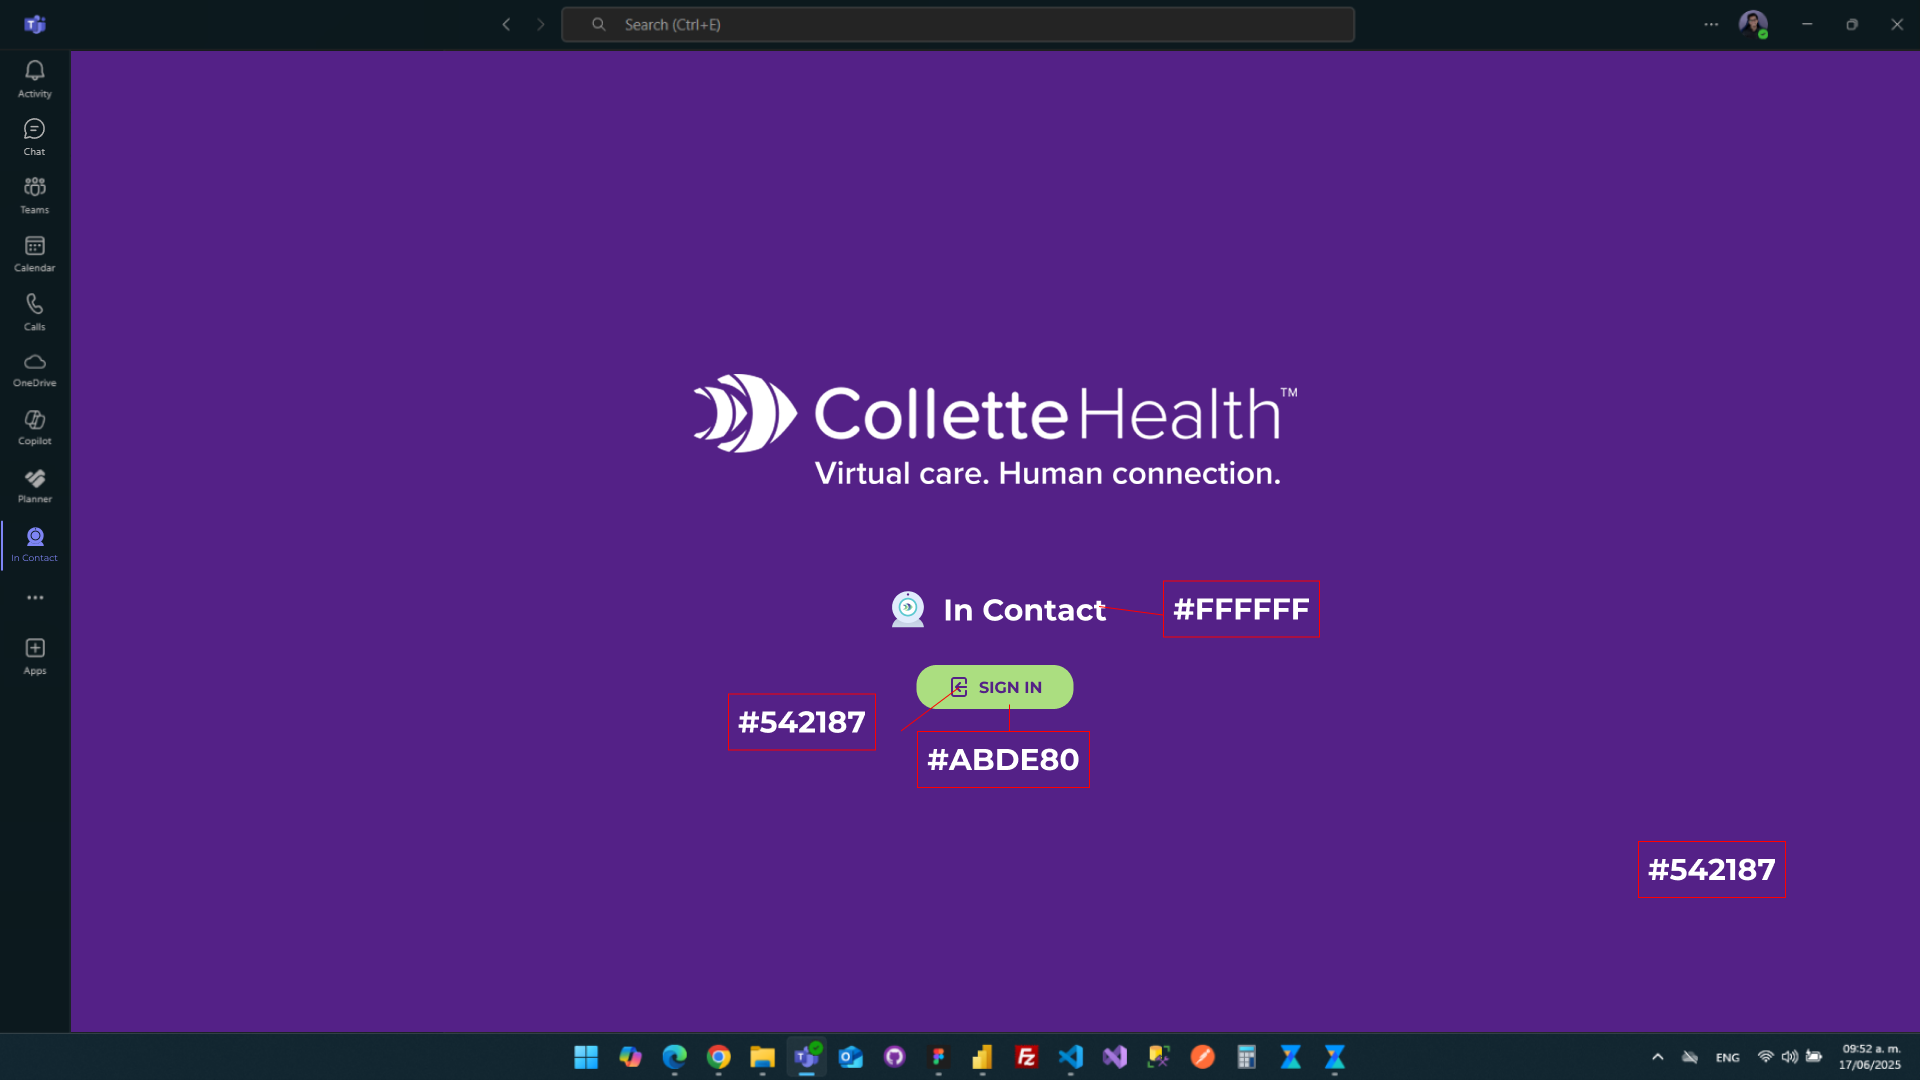 Search (Ctrl+E)
Activity
Chat
Teams
Calendar
Calls
OneDrive
Copilot
Planner
In Contact
Apps
ColletteHealth™
Virtual care. Human connection.
In Contact
#FFFFFF
SIGN IN
#542187
#ABDE80
#542187
ENG
09:52 a. m.
17/06/2025